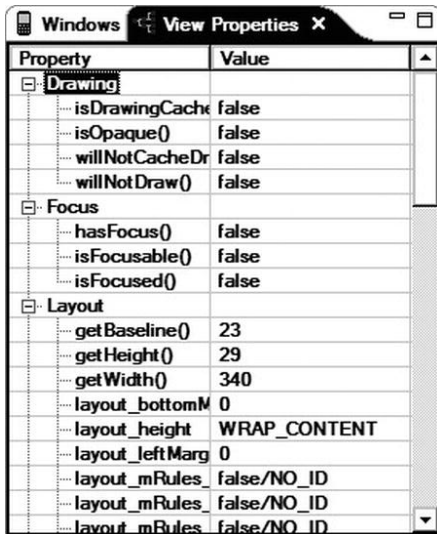 Windows View Properties X
Property Value
Drawing
isDrawingCache false
isOpaque() false
willNotCacheDr false
willNotDraw() false
Focus
hasFocus() false
isFocusable() false
isFocused() false
Layout
getBaseline() 23
getHeight() 29
getWidth() 340
layout_bottomM 0
layout_height WRAP_CONTENT
layout_leftMarg 0
layout_mRules_ false/NO_ID
layout_mRules_ false/NO_ID
layout_mRules_ false/NO_ID